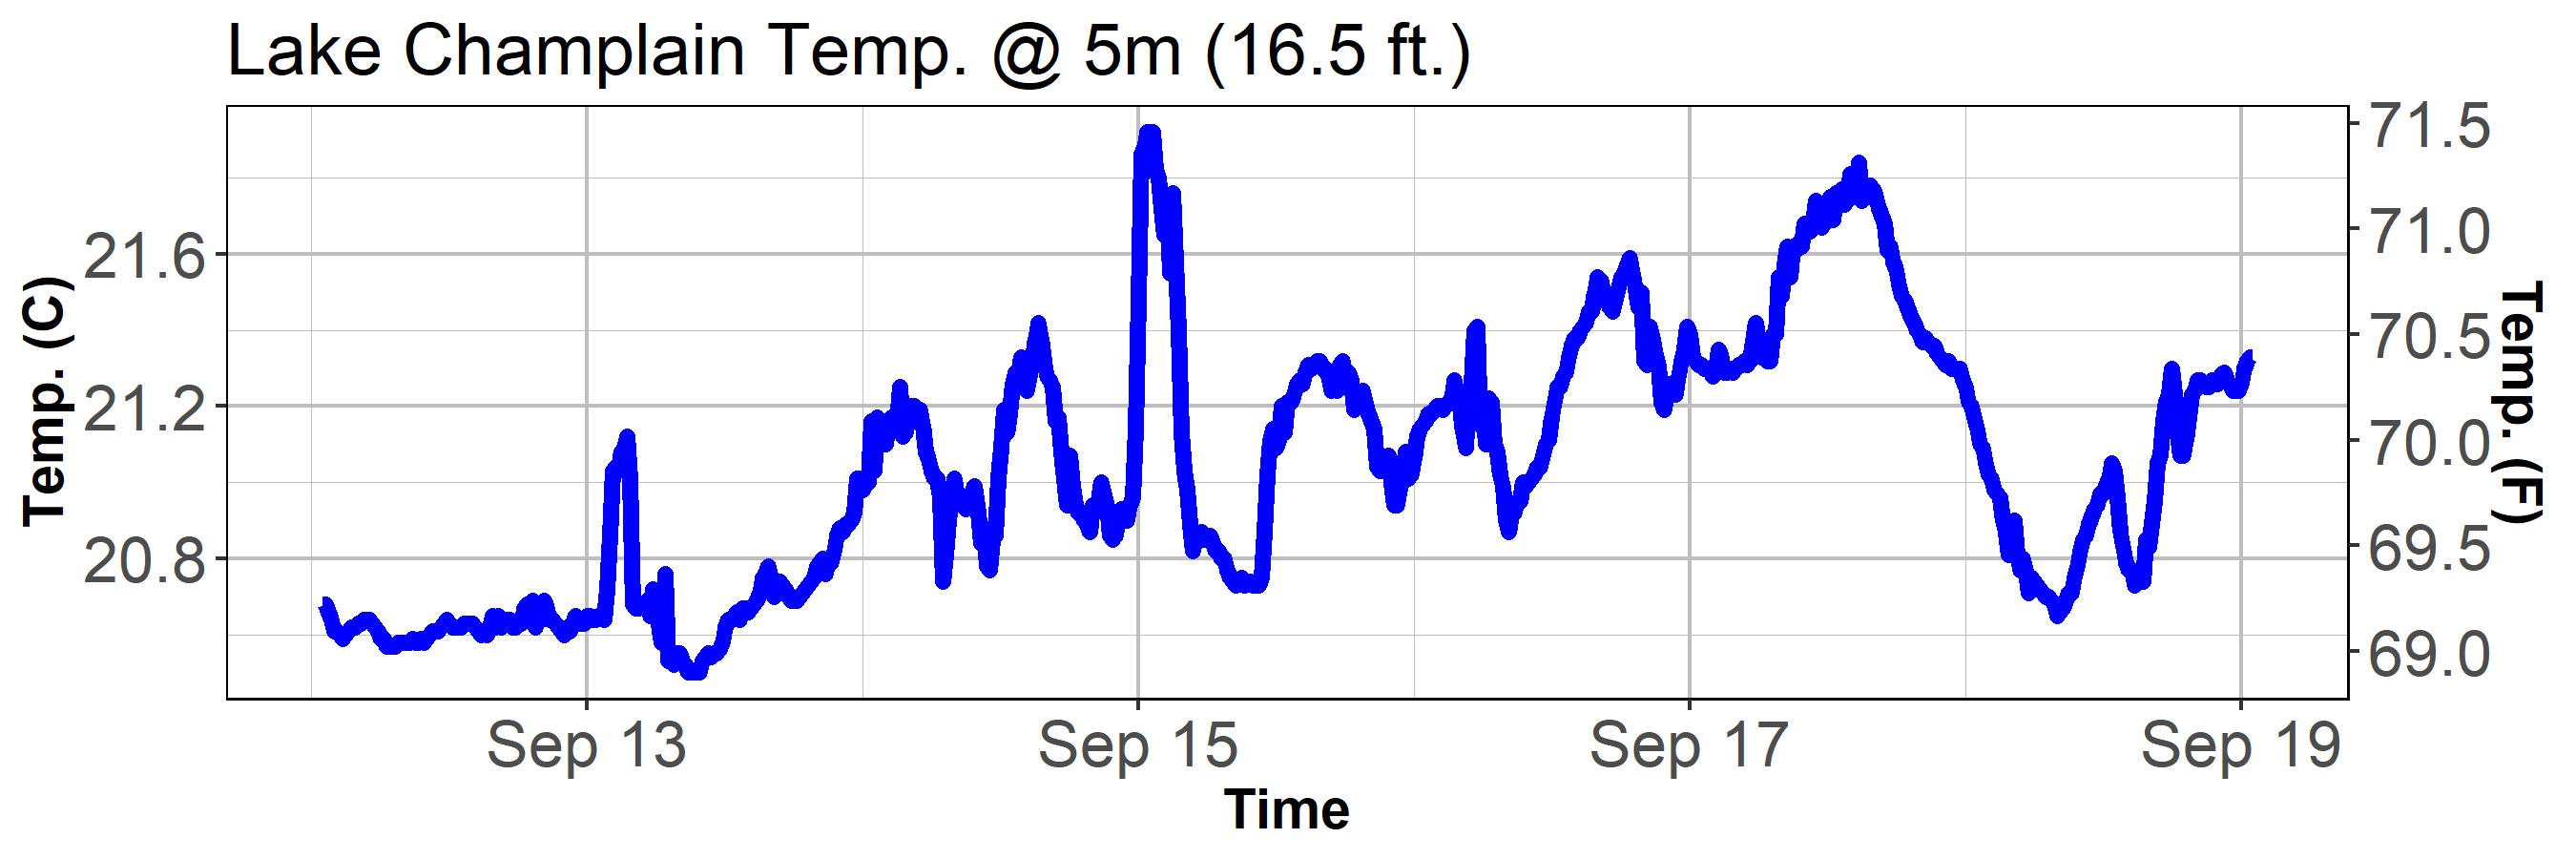 Lake Champlain Temp. @ 5m (16.5 ft.)
Temp. (C)
21.6
21.2
20.8
71.5
71.0
70.5
70.0
69.5
69.0
Temp. (F)
Sep 13
Sep 15
Sep 17
Sep 19
Time